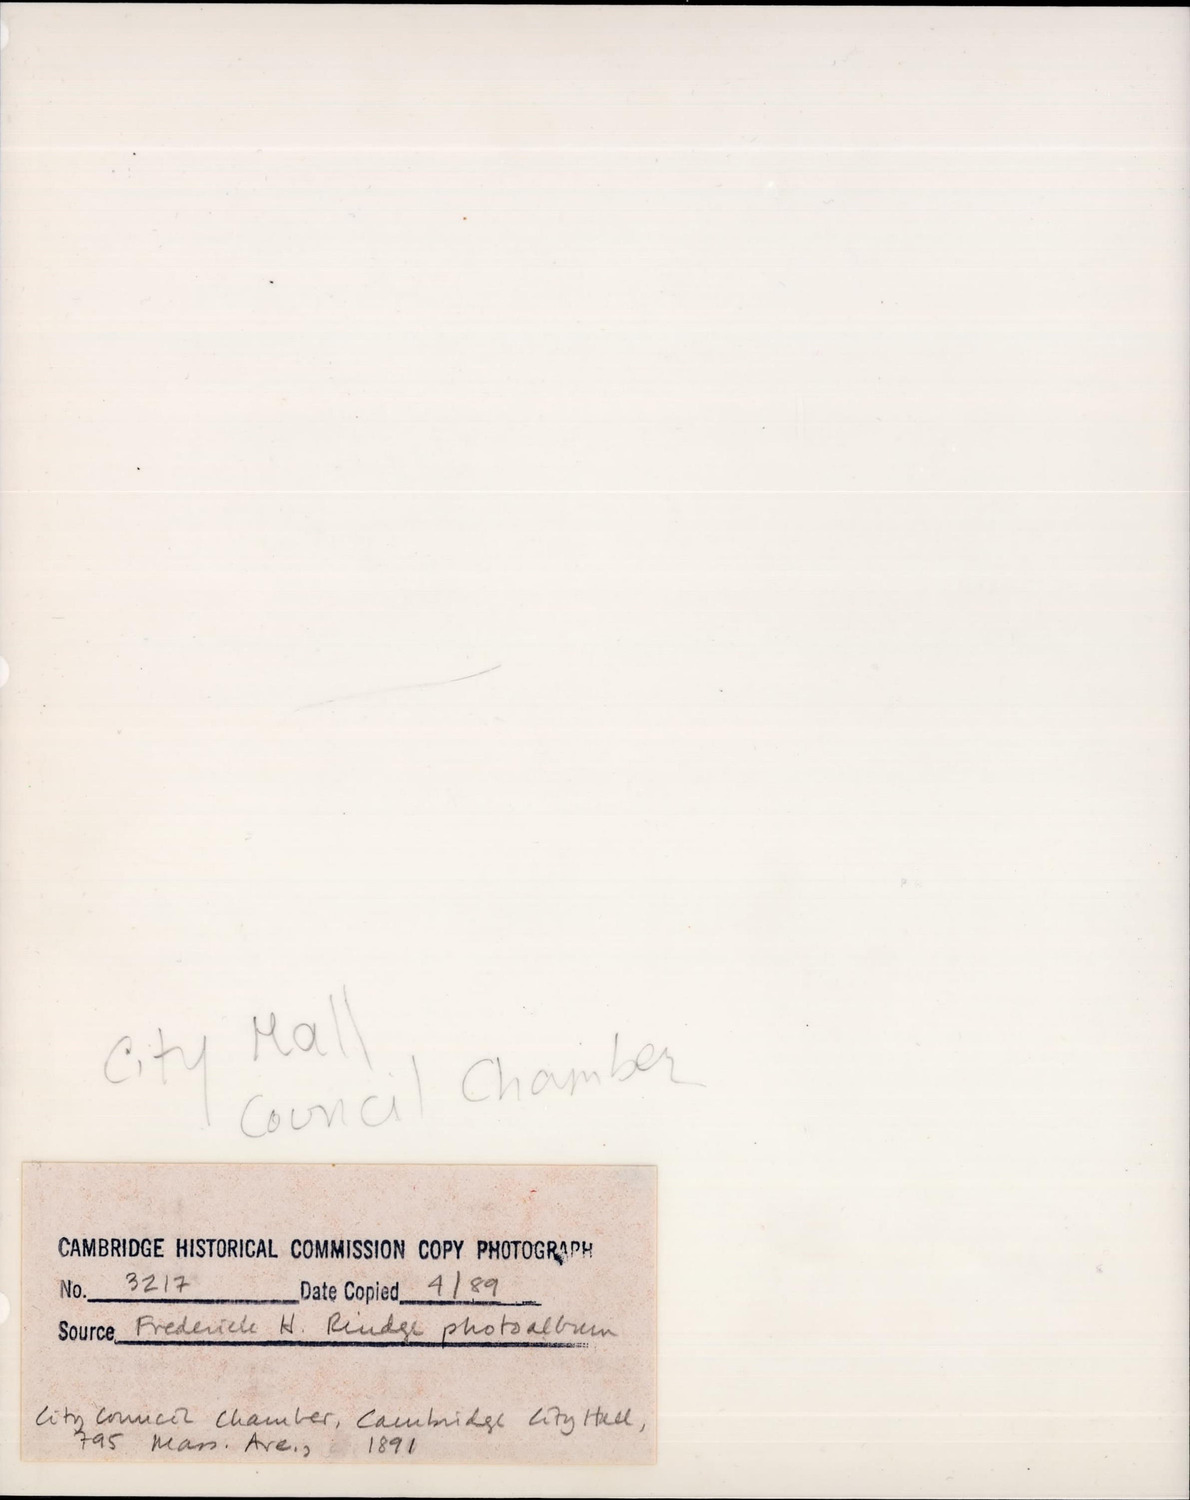 City Hall
Council Chamber
CAMBRIDGE HISTORICAL COMMISSION COPY PHOTOGRAPH
No. 3217 Date Copied 4/89
Source Frederick H. Rindge photoalbum
City Council Chamber, Cambridge City Hall,
795 Mass. Ave., 1891